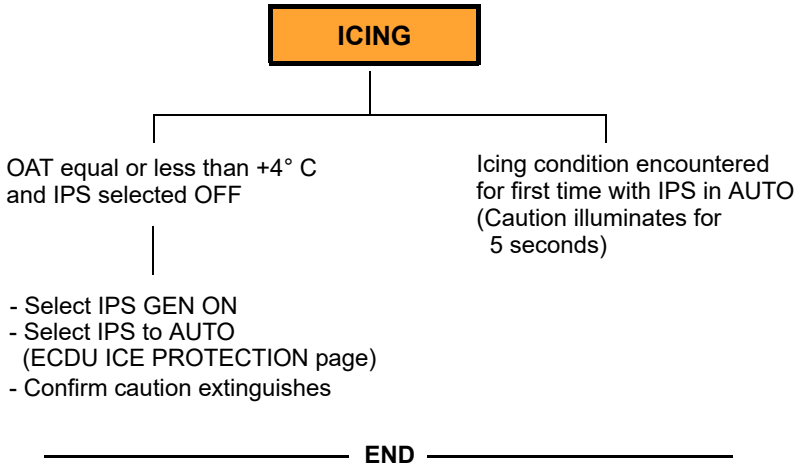 ICING
OAT equal or less than +4° C
and IPS selected OFF
Icing condition encountered
for first time with IPS in AUTO
(Caution illuminates for
5 seconds)
- Select IPS GEN ON
- Select IPS to AUTO
(ECDU ICE PROTECTION page)
- Confirm caution extinguishes
END